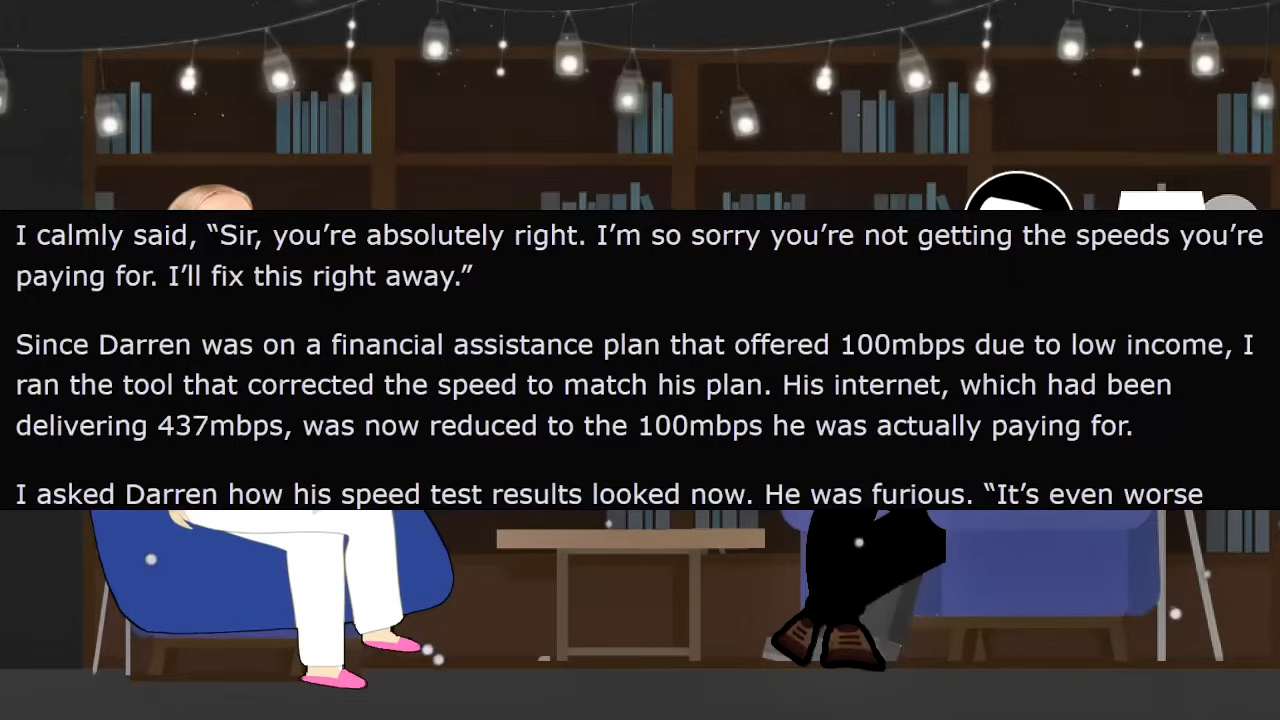 I calmly said, “Sir, you’re absolutely right. I’m so sorry you’re not getting the speeds you’re
paying for. I’ll fix this right away.”
Since Darren was on a financial assistance plan that offered 100mbps due to low income, I
ran the tool that corrected the speed to match his plan. His internet, which had been
delivering 437mbps, was now reduced to the 100mbps he was actually paying for.
I asked Darren how his speed test results looked now. He was furious. “It’s even worse